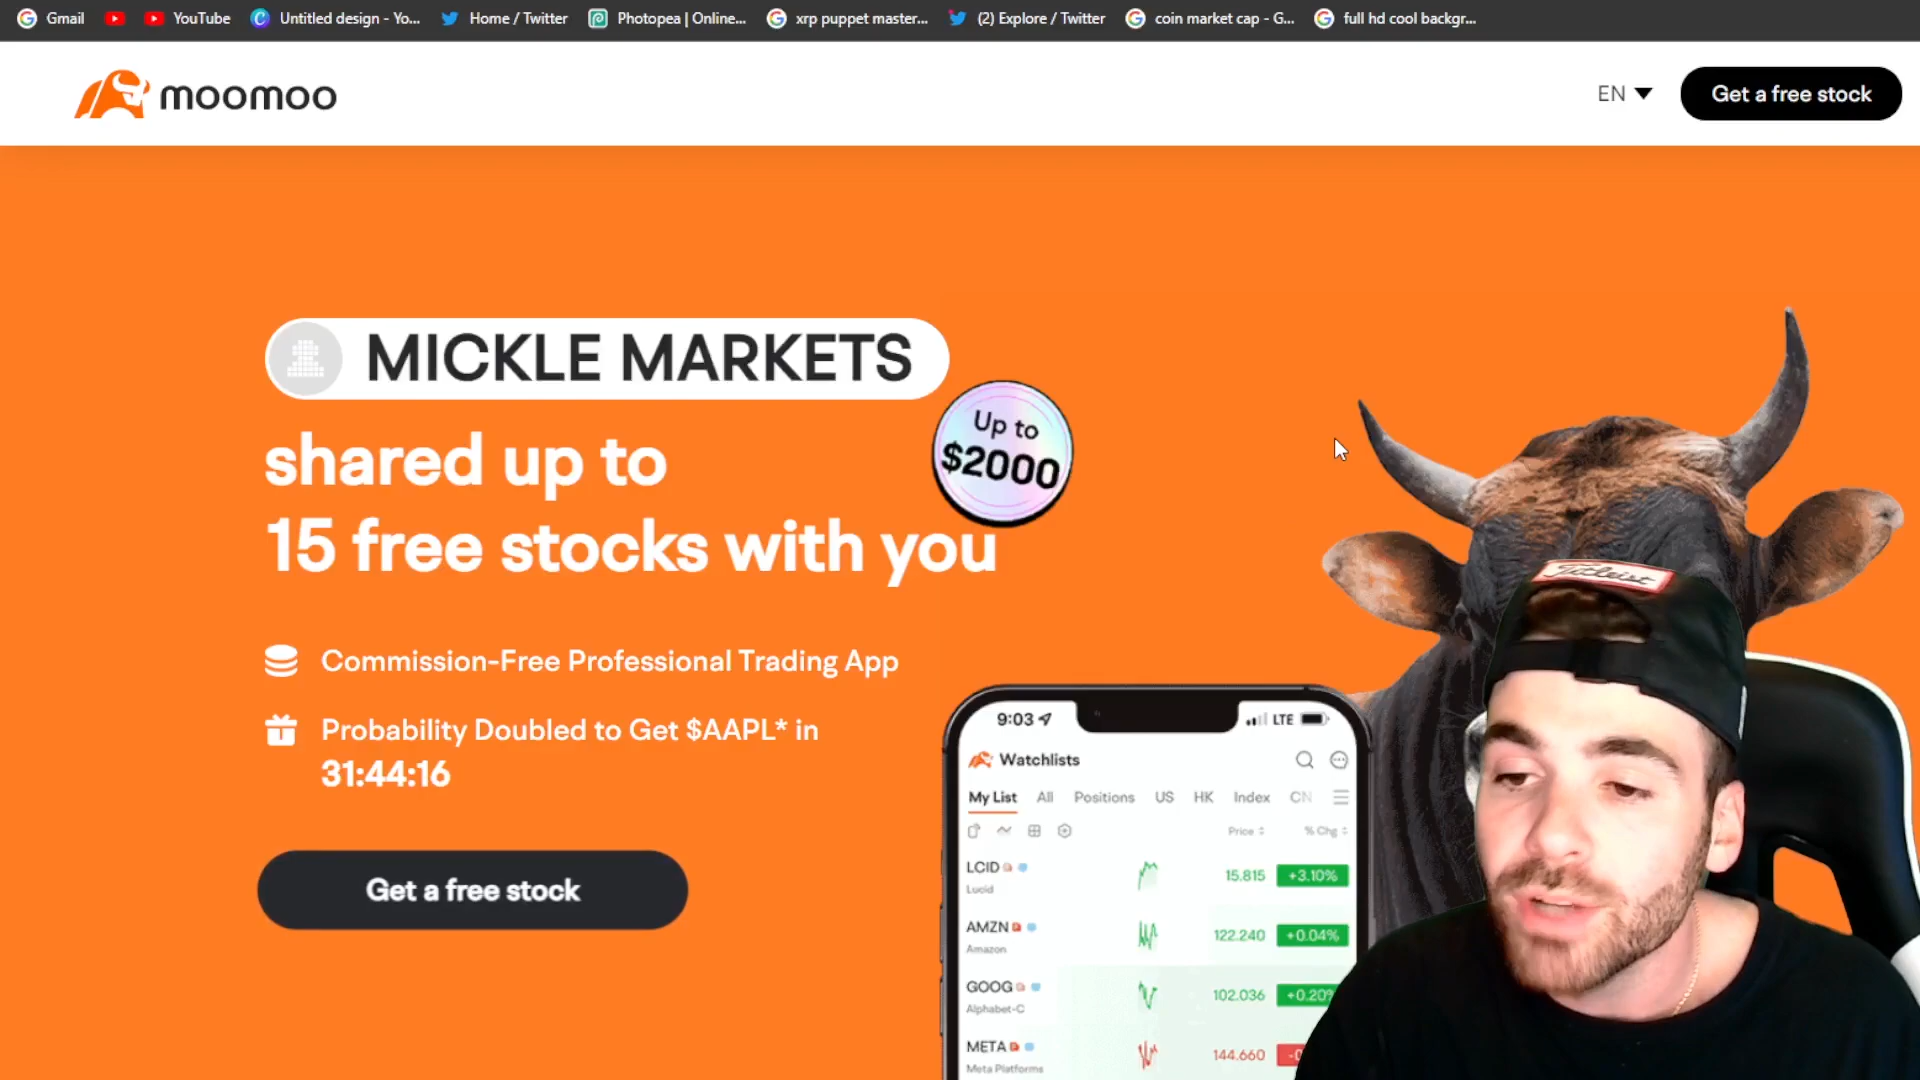 Gmail
YouTube
Untitled design - Yo...
Home / Twitter
Photopea | Online...
xrp puppet master...
(2) Explore / Twitter
coin market cap - G...
full hd cool backgr...
moomoo
EN
Get a free stock
MICKLE MARKETS
Up to
$2000
shared up to
15 free stocks with you
Commission-Free Professional Trading App
Probability Doubled to Get $AAPL* in
31:44:16
Get a free stock
Titleist
9:03
LTE
Watchlists
My List All Positions US HK Index CN
Price % Chg
LCID 15.815 +3.10%
Lucid
AMZN 122.240 +0.04%
Amazon
GOOG 102.036 +0.20%
Alphabet-C
META 144.660
Meta Platforms